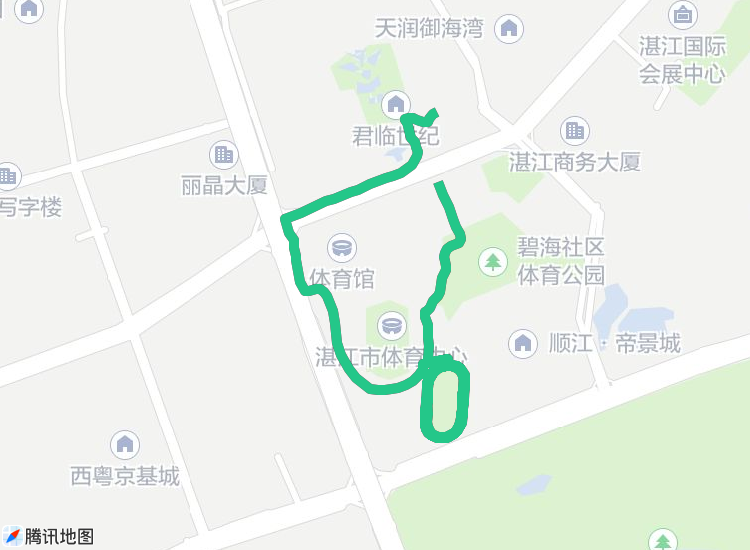 天润御海湾
湛江国际
会展中心
君临世纪
湛江商务大厦
丽晶大厦
写字楼
碧海社区
体育公园
体育馆
湛江市体育中心
顺江·帝景城
西粤京基城
腾讯地图